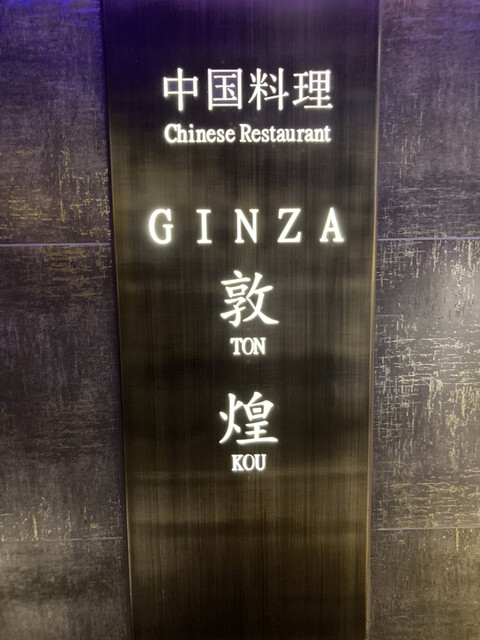 中国料理
Chinese Restaurant
GINZA
敦
TON
煌
KOU